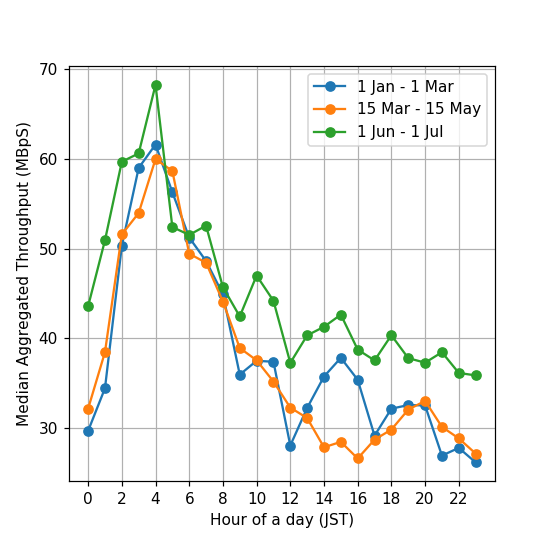 70
60
50
40
30
Median Aggregated Throughput (MBpS)
1 Jan - 1 Mar
15 Mar - 15 May
1 Jun - 1 Jul
0 2 4 6 8 10 12 14 16 18 20 22
Hour of a day (JST)